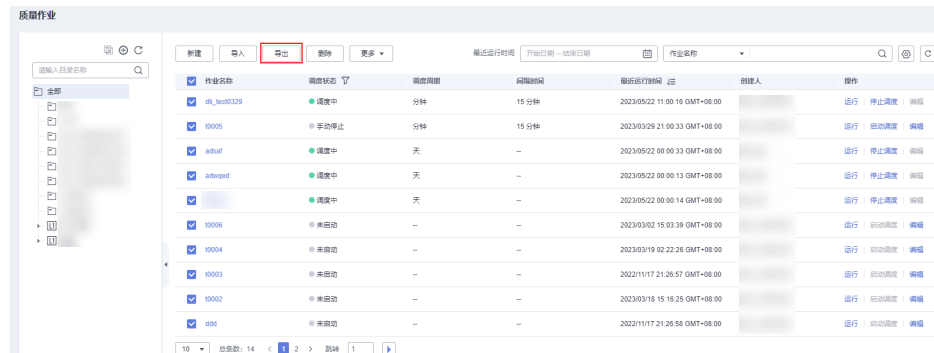 质量作业
请输入目录名称
全部
新建 导入 导出 删除 更多 最近运行时间 开始日期 – 结束日期 作业名称
作业名称 调度状态 调度周期 间隔时间 最近运行时间 创建人 操作
dli_test0329 调度中 分钟 15 分钟 2023/05/22 11:00:16 GMT+08:00 运行 停止调度 编辑
t0005 手动停止 分钟 15 分钟 2023/03/29 21:00:33 GMT+08:00 运行 启动调度 编辑
adsaf 调度中 天 -- 2023/05/22 00:00:33 GMT+08:00 运行 停止调度 编辑
adwqed 调度中 天 -- 2023/05/22 00:00:13 GMT+08:00 运行 停止调度 编辑
调度中 天 -- 2023/05/22 00:00:14 GMT+08:00 运行 停止调度 编辑
t0006 未启动 -- -- 2023/03/02 15:03:39 GMT+08:00 运行 启动调度 编辑
t0004 未启动 -- -- 2023/03/19 02:22:26 GMT+08:00 运行 启动调度 编辑
t0003 未启动 -- -- 2022/11/17 21:26:57 GMT+08:00 运行 启动调度 编辑
t0002 未启动 -- -- 2023/03/18 15:16:25 GMT+08:00 运行 启动调度 编辑
ddd 未启动 -- -- 2022/11/17 21:26:58 GMT+08:00 运行 启动调度 编辑
10 总条数: 14 < 1 2 > 跳转 1